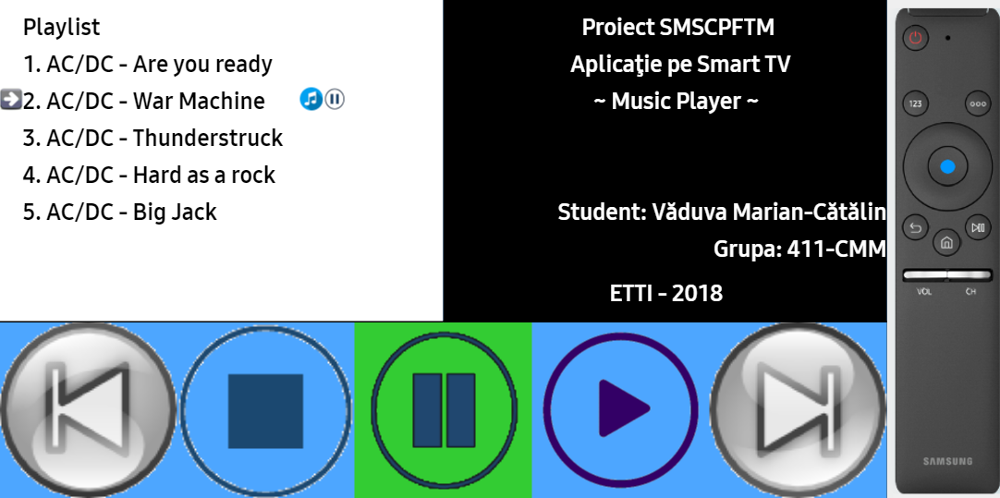 Playlist
1. AC/DC - Are you ready
2. AC/DC - War Machine
3. AC/DC - Thunderstruck
4. AC/DC - Hard as a rock
5. AC/DC - Big Jack
Proiect SMSCPFTM
Aplicaţie pe Smart TV
~ Music Player ~
Student: Văduva Marian-Cătălin
Grupa: 411-CMM
ETTI - 2018
123
VOL
CH
SAMSUNG